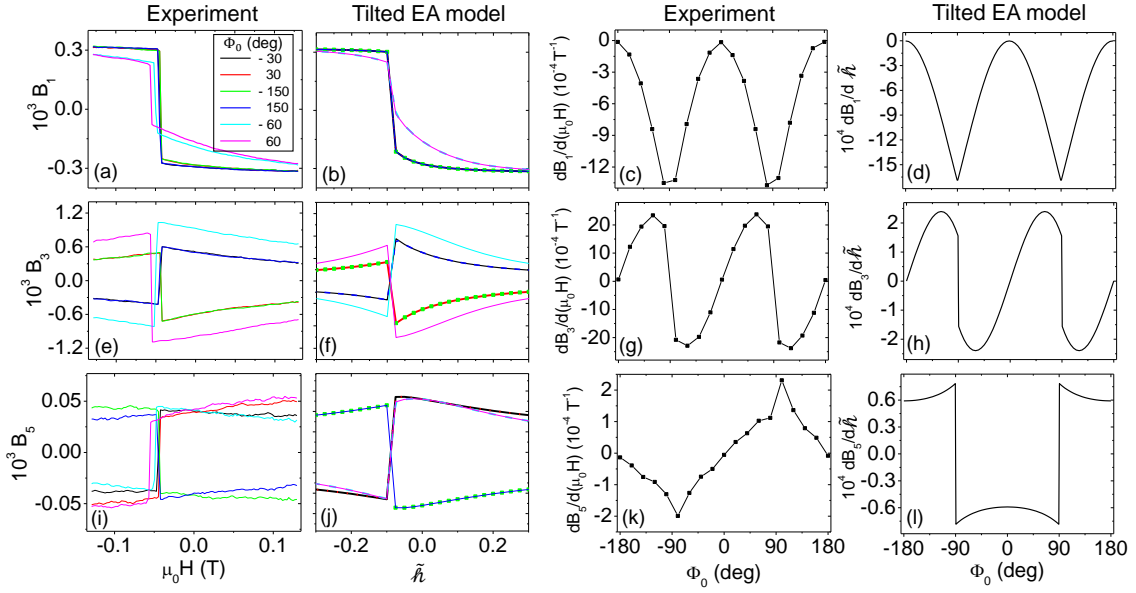 Experiment
Tilted EA model
Experiment
Tilted EA model
0.3
0.0
-0.3
10³ B₁
Φ₀ (deg)
- 30
30
- 150
150
- 60
60
(a)
(b)
0
-3
-6
-9
-12
dB₁/d(μ₀H) (10⁻⁴ T⁻¹)
(c)
0
-3
-6
-9
-12
-15
10⁴ dB₁/d h̃
(d)
1.2
0.6
0.0
-0.6
-1.2
10³ B₃
(e)
(f)
20
10
0
-10
-20
dB₃/d(μ₀H) (10⁻⁴ T⁻¹)
(g)
2
1
0
-1
-2
10⁴ dB₃/dh̃
(h)
0.05
0.00
-0.05
10³ B₅
(i)
(j)
2
1
0
-1
-2
dB₅/d(μ₀H) (10⁻⁴ T⁻¹)
(k)
0.6
0.3
0.0
-0.3
-0.6
10⁴ dB₅/dh̃
(l)
-0.1 0.0 0.1
μ₀H (T)
-0.2 0.0 0.2
h̃
-180 -90 0 90 180
Φ₀ (deg)
-180 -90 0 90 180
Φ₀ (deg)